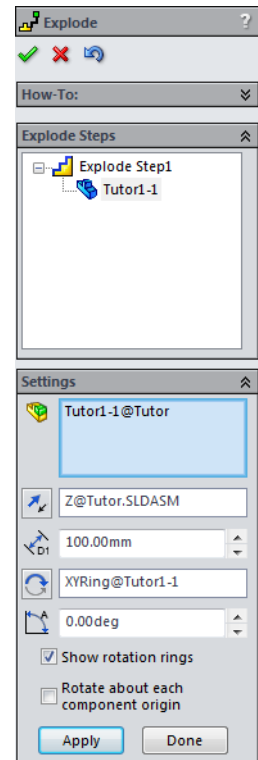 Explode ?
How-To:
Explode Steps
Explode Step1
Tutor1-1
Settings
Tutor1-1@Tutor
Z@Tutor.SLDASM
D1 100.00mm
XYRing@Tutor1-1
A 0.00deg
Show rotation rings
Rotate about each
component origin
Apply Done